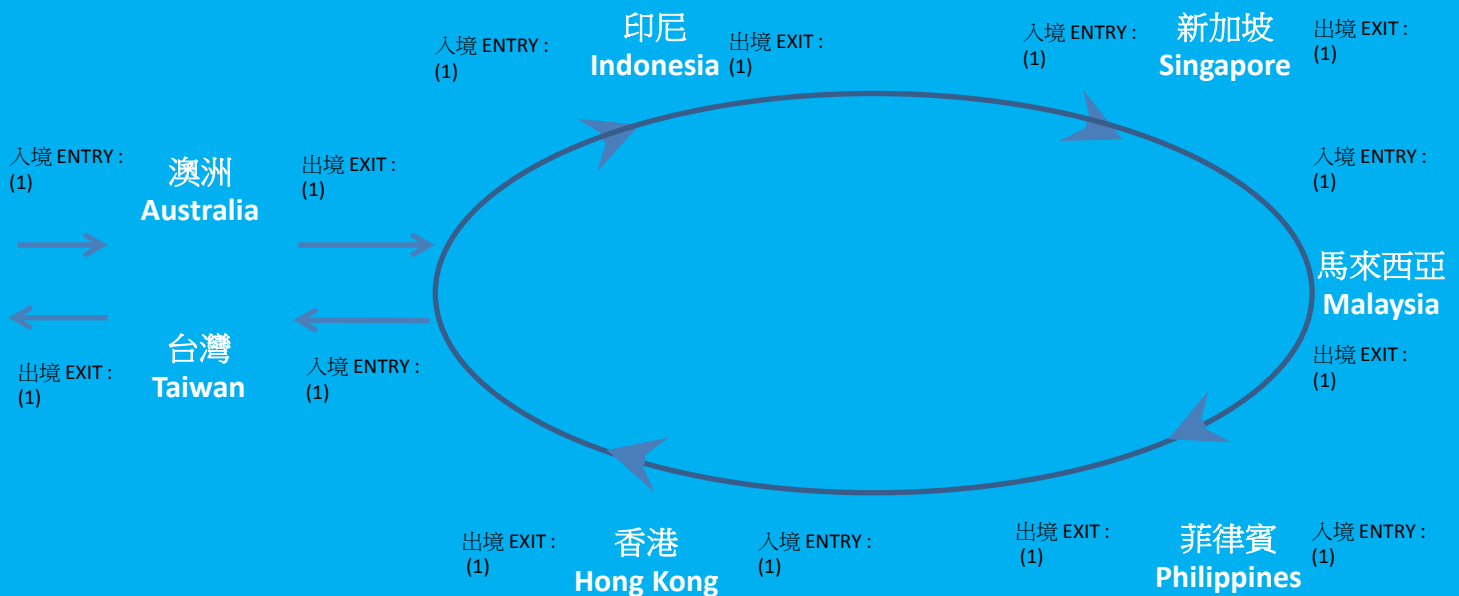 入境 ENTRY :
(1)
印尼
Indonesia
出境 EXIT :
(1)
入境 ENTRY :
(1)
新加坡
Singapore
出境 EXIT :
(1)
入境 ENTRY :
(1)
澳洲
Australia
出境 EXIT :
(1)
入境 ENTRY :
(1)
馬來西亞
Malaysia
出境 EXIT :
(1)
出境 EXIT :
(1)
台灣
Taiwan
入境 ENTRY :
(1)
出境 EXIT :
(1)
香港
Hong Kong
入境 ENTRY :
(1)
出境 EXIT :
(1)
菲律賓
Philippines
入境 ENTRY :
(1)